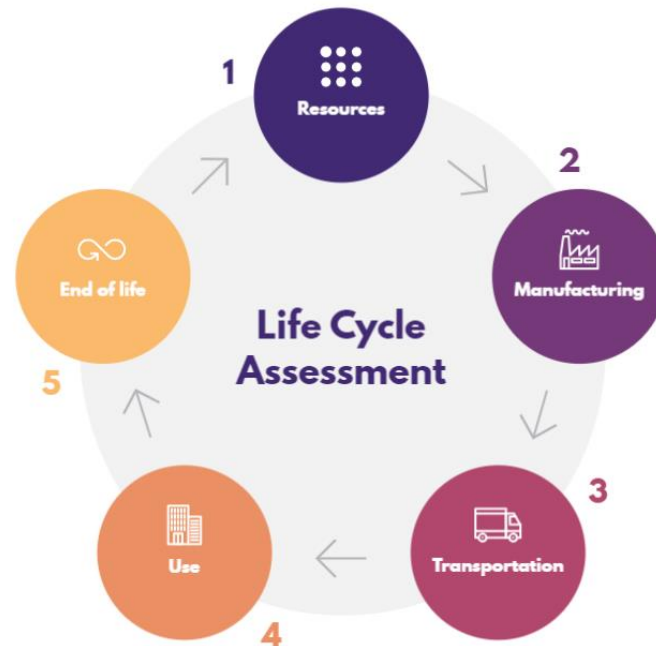 1
Resources
2
Manufacturing
3
Transportation
4
Use
5
End of life
Life Cycle
Assessment